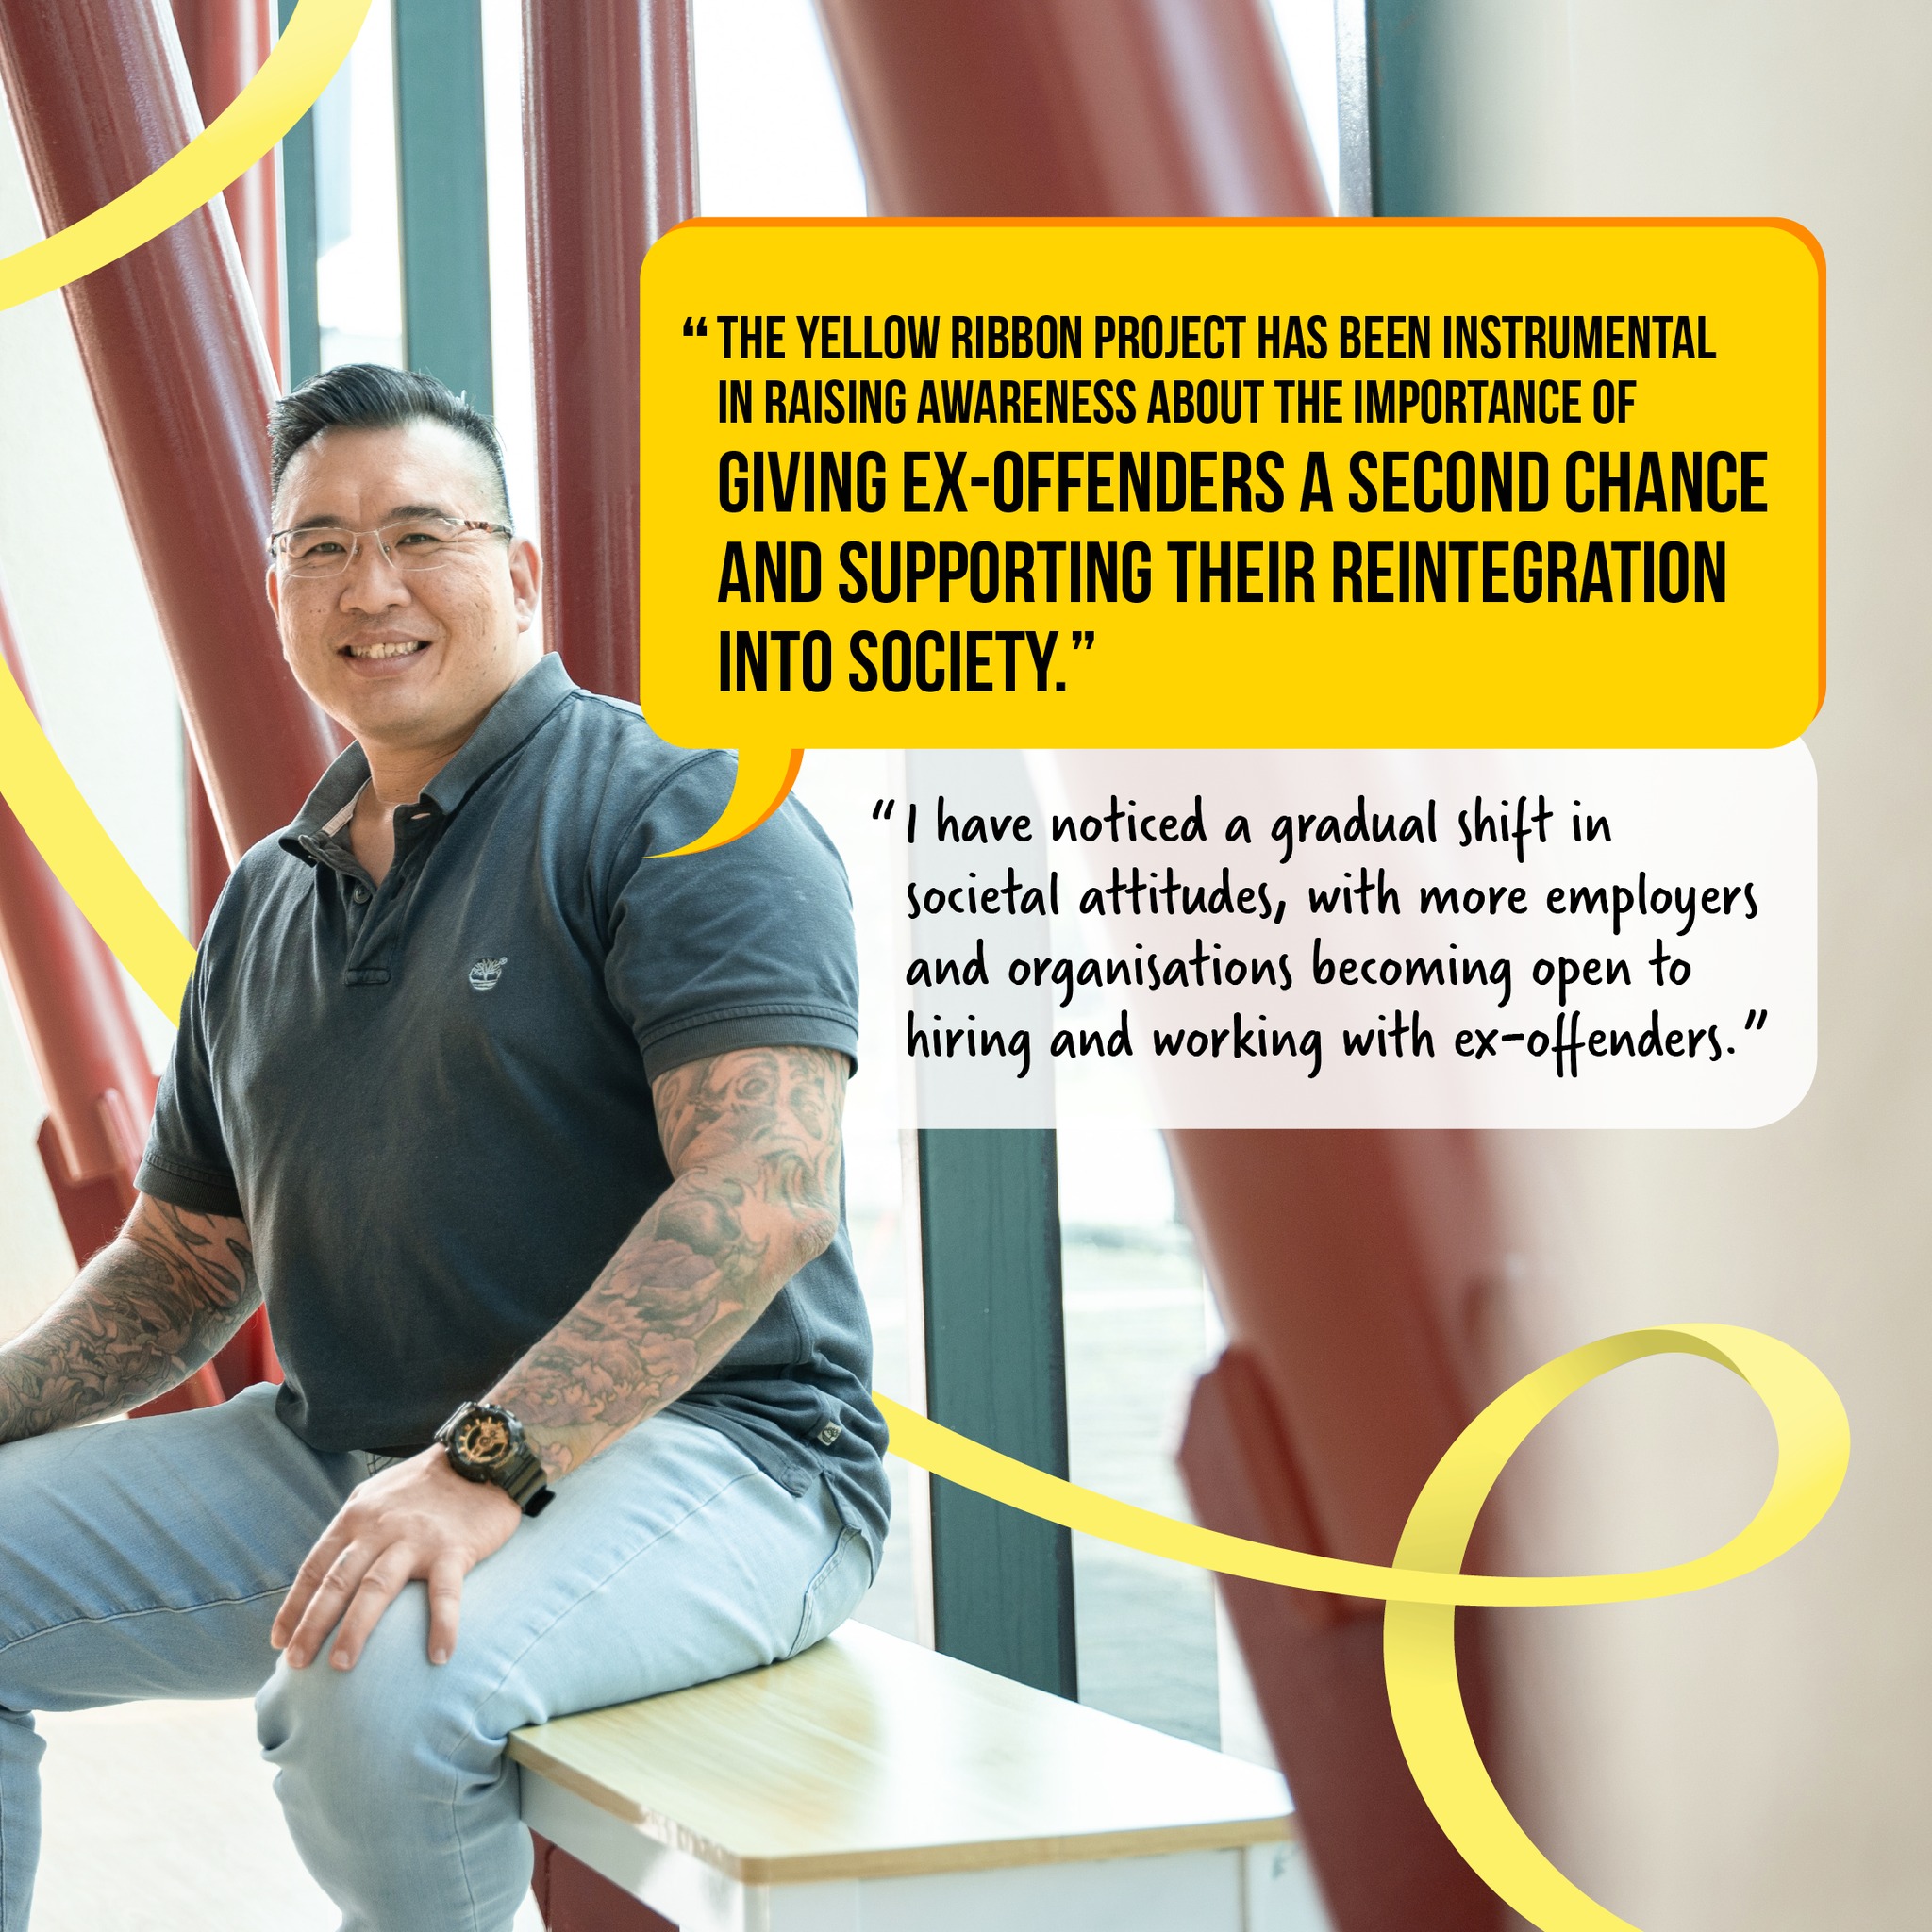 “THE YELLOW RIBBON PROJECT HAS BEEN INSTRUMENTAL
IN RAISING AWARENESS ABOUT THE IMPORTANCE OF
GIVING EX-OFFENDERS A SECOND CHANCE
AND SUPPORTING THEIR REINTEGRATION
INTO SOCIETY.”
“I have noticed a gradual shift in
societal attitudes, with more employers
and organisations becoming open to
hiring and working with ex-offenders.”